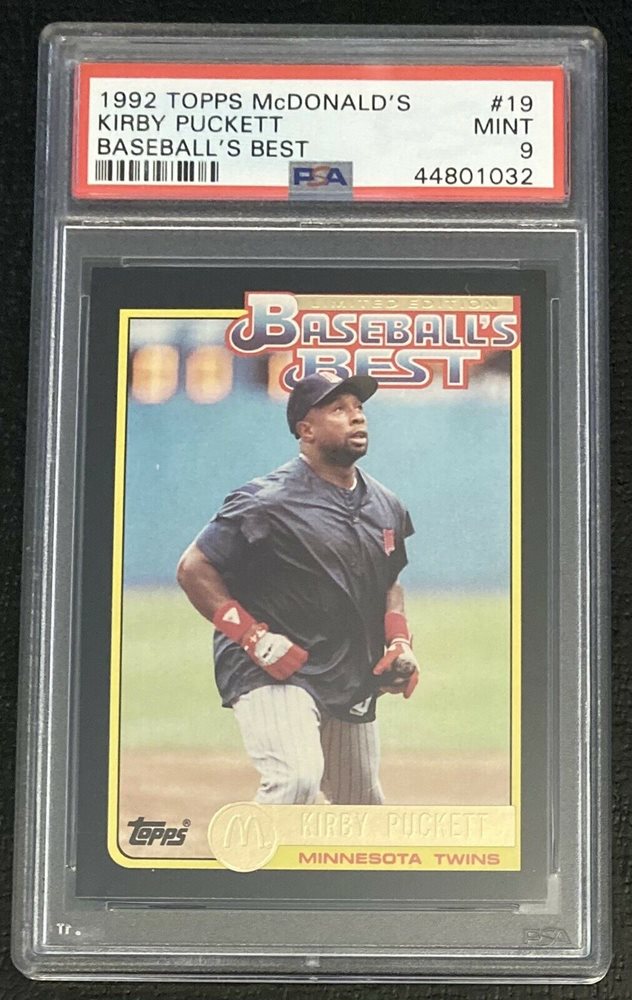 1992 TOPPS McDONALD'S #19
KIRBY PUCKETT MINT
BASEBALL'S BEST 9
PSA 44801032
LIMITED EDITION
BASEBALL'S
BEST
TOPPS®
M KIRBY PUCKETT
MINNESOTA TWINS
PSA